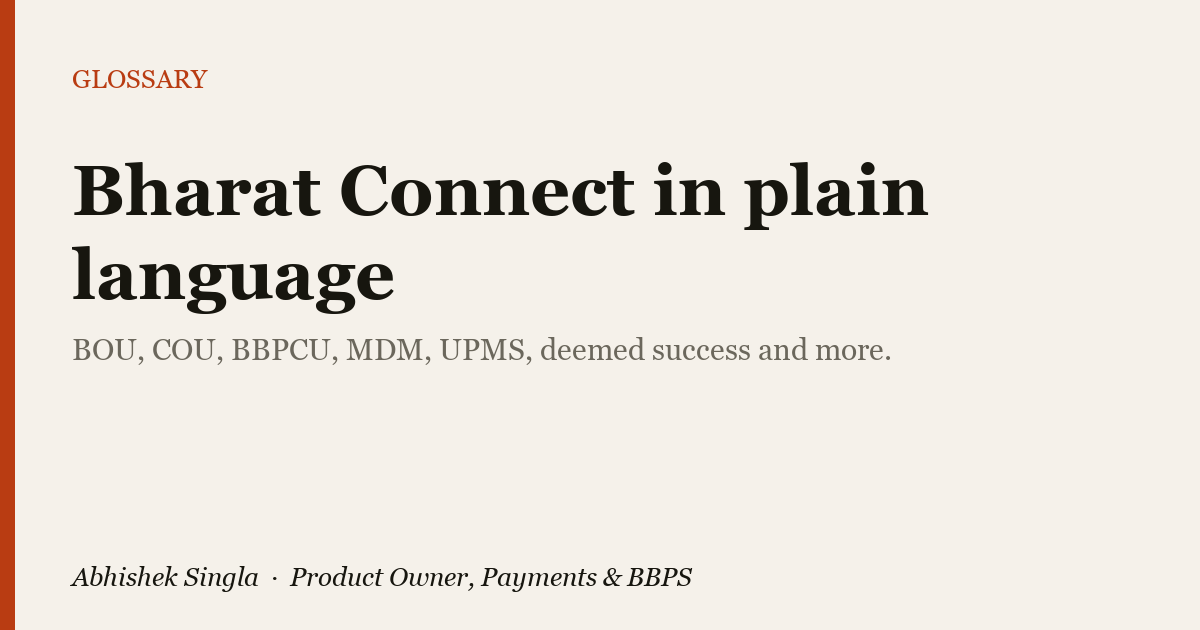 GLOSSARY
Bharat Connect in plain
language
BOU, COU, BBPCU, MDM, UPMS, deemed success and more.
Abhishek Singla · Product Owner, Payments & BBPS